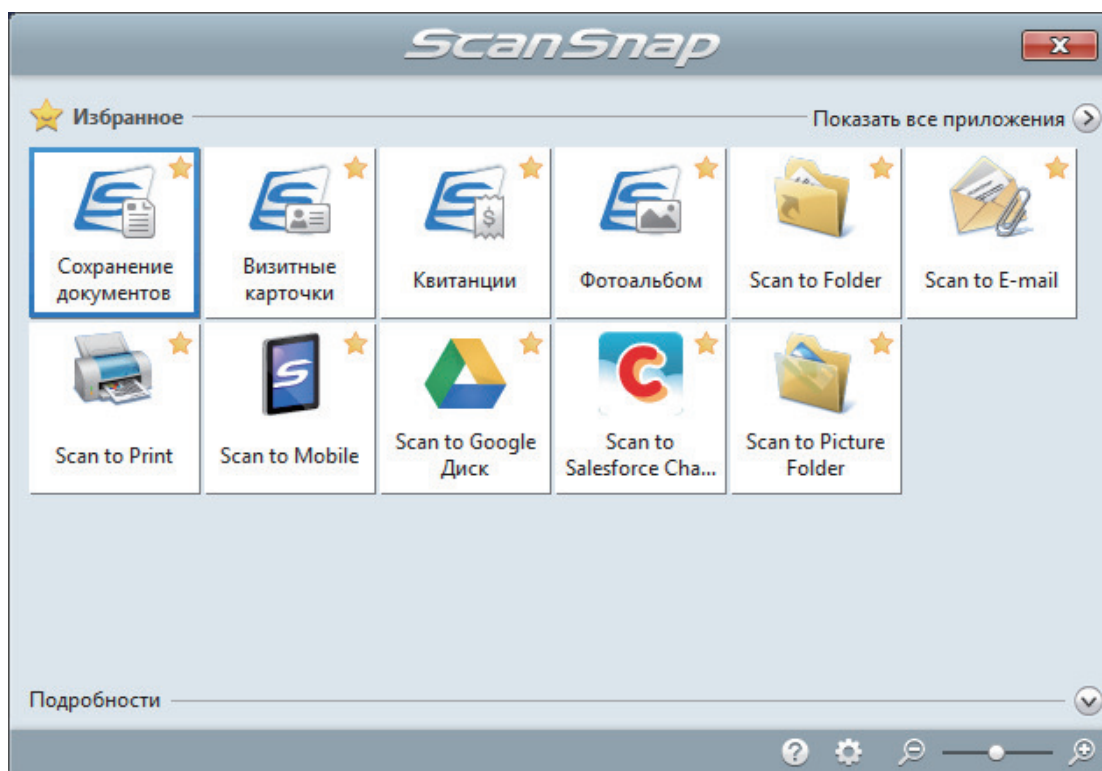 ScanSnap
Избранное
Показать все приложения
Сохранение
документов
Визитные
карточки
Квитанции
Фотоальбом
Scan to Folder
Scan to E-mail
Scan to Print
Scan to Mobile
Scan to Google
Диск
Scan to
Salesforce Cha...
Scan to Picture
Folder
Подробности